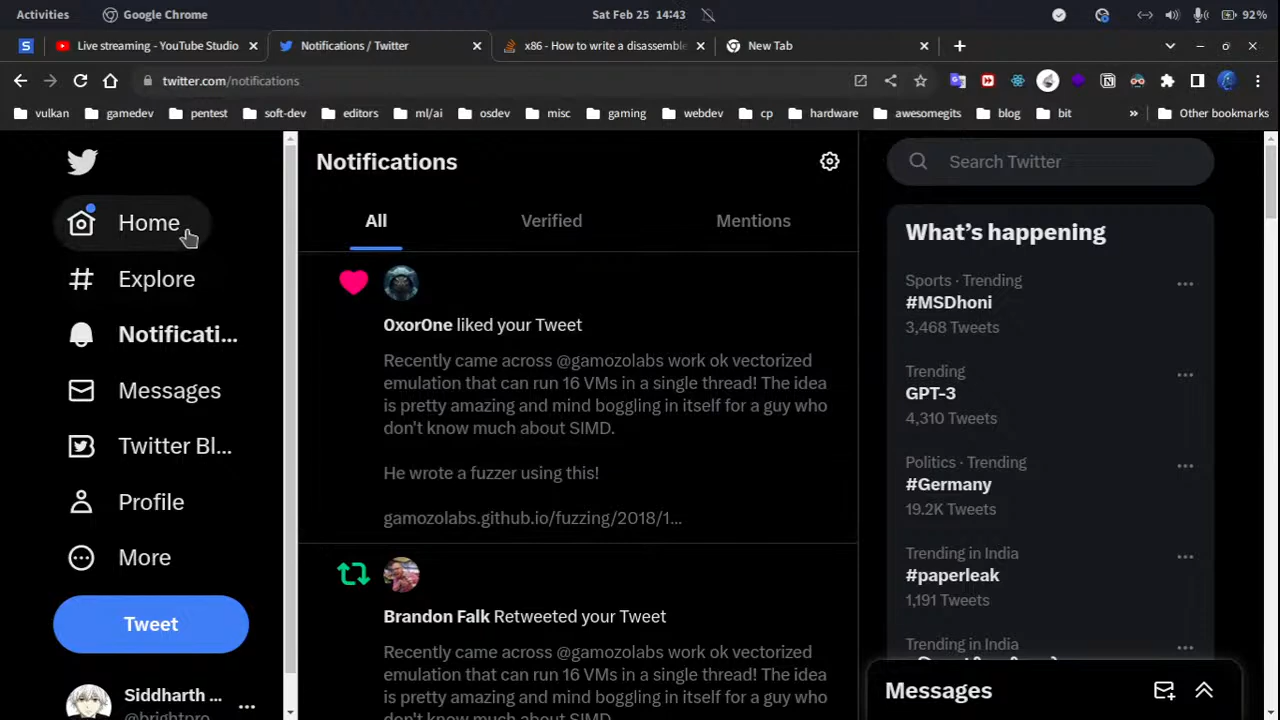 Activities
Google Chrome
Sat Feb 25 14:43
92%
S
Live streaming - YouTube Studio
Notifications / Twitter
x86 - How to write a disassemble
New Tab
twitter.com/notifications
vulkan
gamedev
pentest
soft-dev
editors
ml/ai
osdev
misc
gaming
webdev
cp
hardware
awesomegits
blog
bit
»
Other bookmarks
Home
Explore
Notificati...
Messages
Twitter Bl...
Profile
More
Tweet
Siddharth ...
@brightpro
Notifications
All
Verified
Mentions
0xor0ne liked your Tweet
Recently came across @gamozolabs work ok vectorized
emulation that can run 16 VMs in a single thread! The idea
is pretty amazing and mind boggling in itself for a guy who
don't know much about SIMD.
He wrote a fuzzer using this!
gamozolabs.github.io/fuzzing/2018/1...
Brandon Falk Retweeted your Tweet
Recently came across @gamozolabs work ok vectorized
emulation that can run 16 VMs in a single thread! The idea
is pretty amazing and mind boggling in itself for a guy who
don't know much about SIMD.
Search Twitter
What's happening
Sports · Trending
#MSDhoni
3,468 Tweets
Trending
GPT-3
4,310 Tweets
Politics · Trending
#Germany
19.2K Tweets
Trending in India
#paperleak
1,191 Tweets
Trending in India
Messages